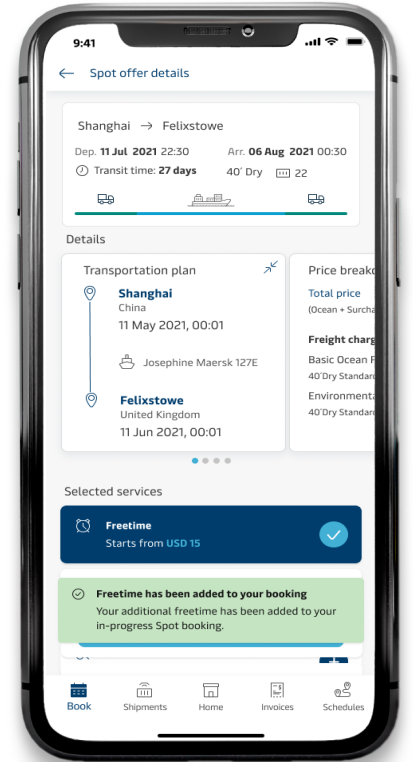 9:41
Spot offer details
Shanghai → Felixstowe
Dep. 11 Jul 2021 22:30
Arr. 06 Aug 2021 00:30
Transit time: 27 days
40′ Dry
22
Details
Transportation plan
Shanghai
China
11 May 2021, 00:01
Josephine Maersk 127E
Felixstowe
United Kingdom
11 Jun 2021, 00:01
Price breakd
Total price
(Ocean + Surcha
Freight charg
Basic Ocean F
40′Dry Standar
Environmenta
40′Dry Standar
Selected services
Freetime
Starts from USD 15
Freetime has been added to your booking
Your additional freetime has been added to your
in-progress Spot booking.
Book
Shipments
Home
Invoices
Schedules